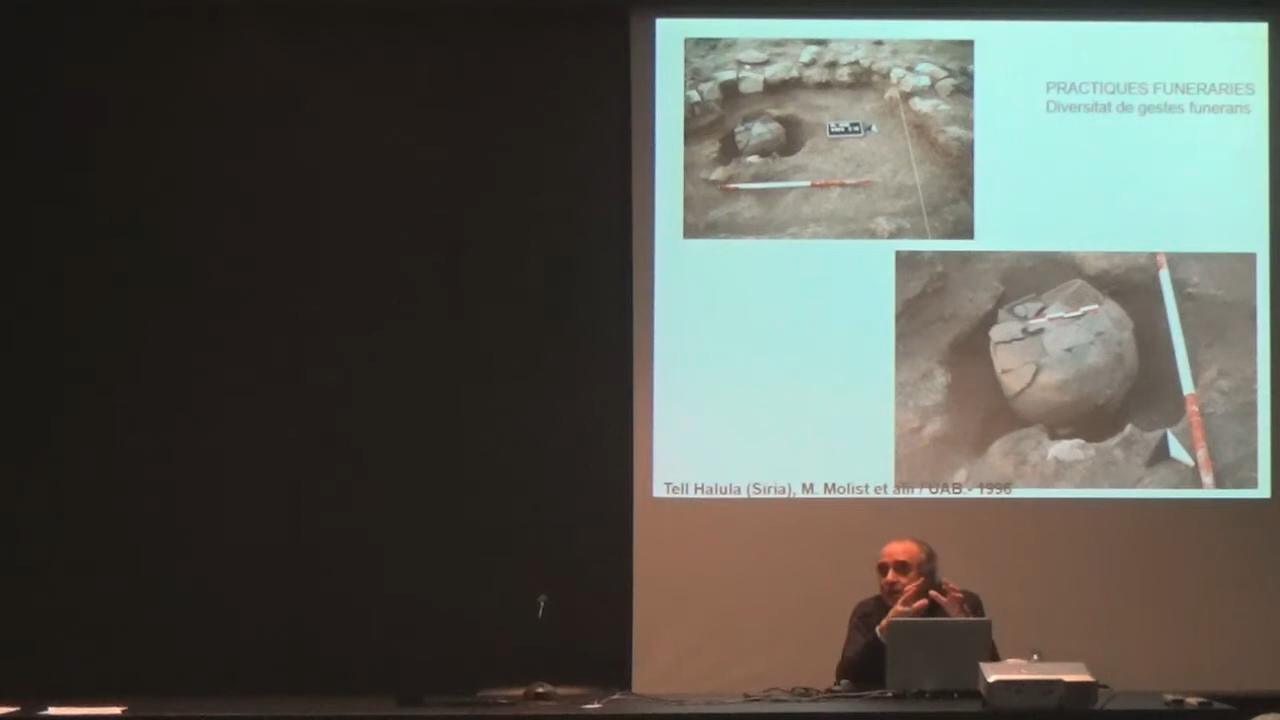 PRACTIQUES FUNERARIES
Diversitat de gestes funerans
Tell Halula (Siria), M. Molist et alii / UAB.- 1996